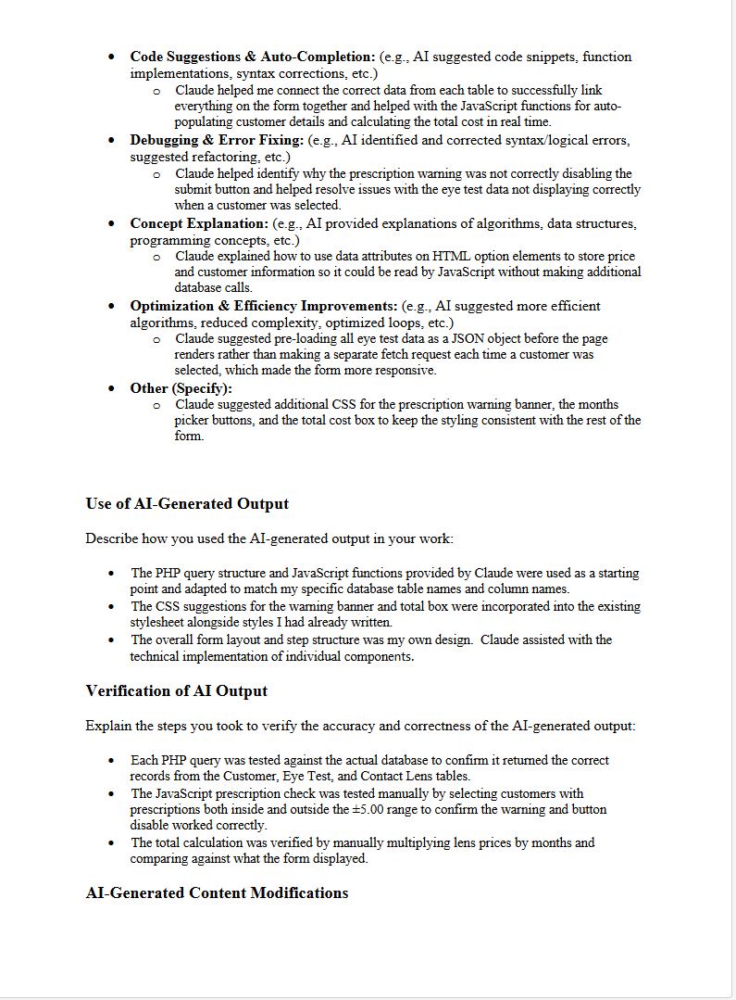 • Code Suggestions & Auto-Completion: (e.g., AI suggested code snippets, function
implementations, syntax corrections, etc.)
o Claude helped me connect the correct data from each table to successfully link
everything on the form together and helped with the JavaScript functions for auto-
populating customer details and calculating the total cost in real time.
• Debugging & Error Fixing: (e.g., AI identified and corrected syntax/logical errors,
suggested refactoring, etc.)
o Claude helped identify why the prescription warning was not correctly disabling the
submit button and helped resolve issues with the eye test data not displaying correctly
when a customer was selected.
• Concept Explanation: (e.g., AI provided explanations of algorithms, data structures,
programming concepts, etc.)
o Claude explained how to use data attributes on HTML option elements to store price
and customer information so it could be read by JavaScript without making additional
database calls.
• Optimization & Efficiency Improvements: (e.g., AI suggested more efficient
algorithms, reduced complexity, optimized loops, etc.)
o Claude suggested pre-loading all eye test data as a JSON object before the page
renders rather than making a separate fetch request each time a customer was
selected, which made the form more responsive.
• Other (Specify):
o Claude suggested additional CSS for the prescription warning banner, the months
picker buttons, and the total cost box to keep the styling consistent with the rest of the
form.
Use of AI-Generated Output
Describe how you used the AI-generated output in your work:
• The PHP query structure and JavaScript functions provided by Claude were used as a starting
point and adapted to match my specific database table names and column names.
• The CSS suggestions for the warning banner and total box were incorporated into the existing
stylesheet alongside styles I had already written.
• The overall form layout and step structure was my own design.  Claude assisted with the
technical implementation of individual components.
Verification of AI Output
Explain the steps you took to verify the accuracy and correctness of the AI-generated output:
• Each PHP query was tested against the actual database to confirm it returned the correct
records from the Customer, Eye Test, and Contact Lens tables.
• The JavaScript prescription check was tested manually by selecting customers with
prescriptions both inside and outside the ±5.00 range to confirm the warning and button
disable worked correctly.
• The total calculation was verified by manually multiplying lens prices by months and
comparing against what the form displayed.
AI-Generated Content Modifications